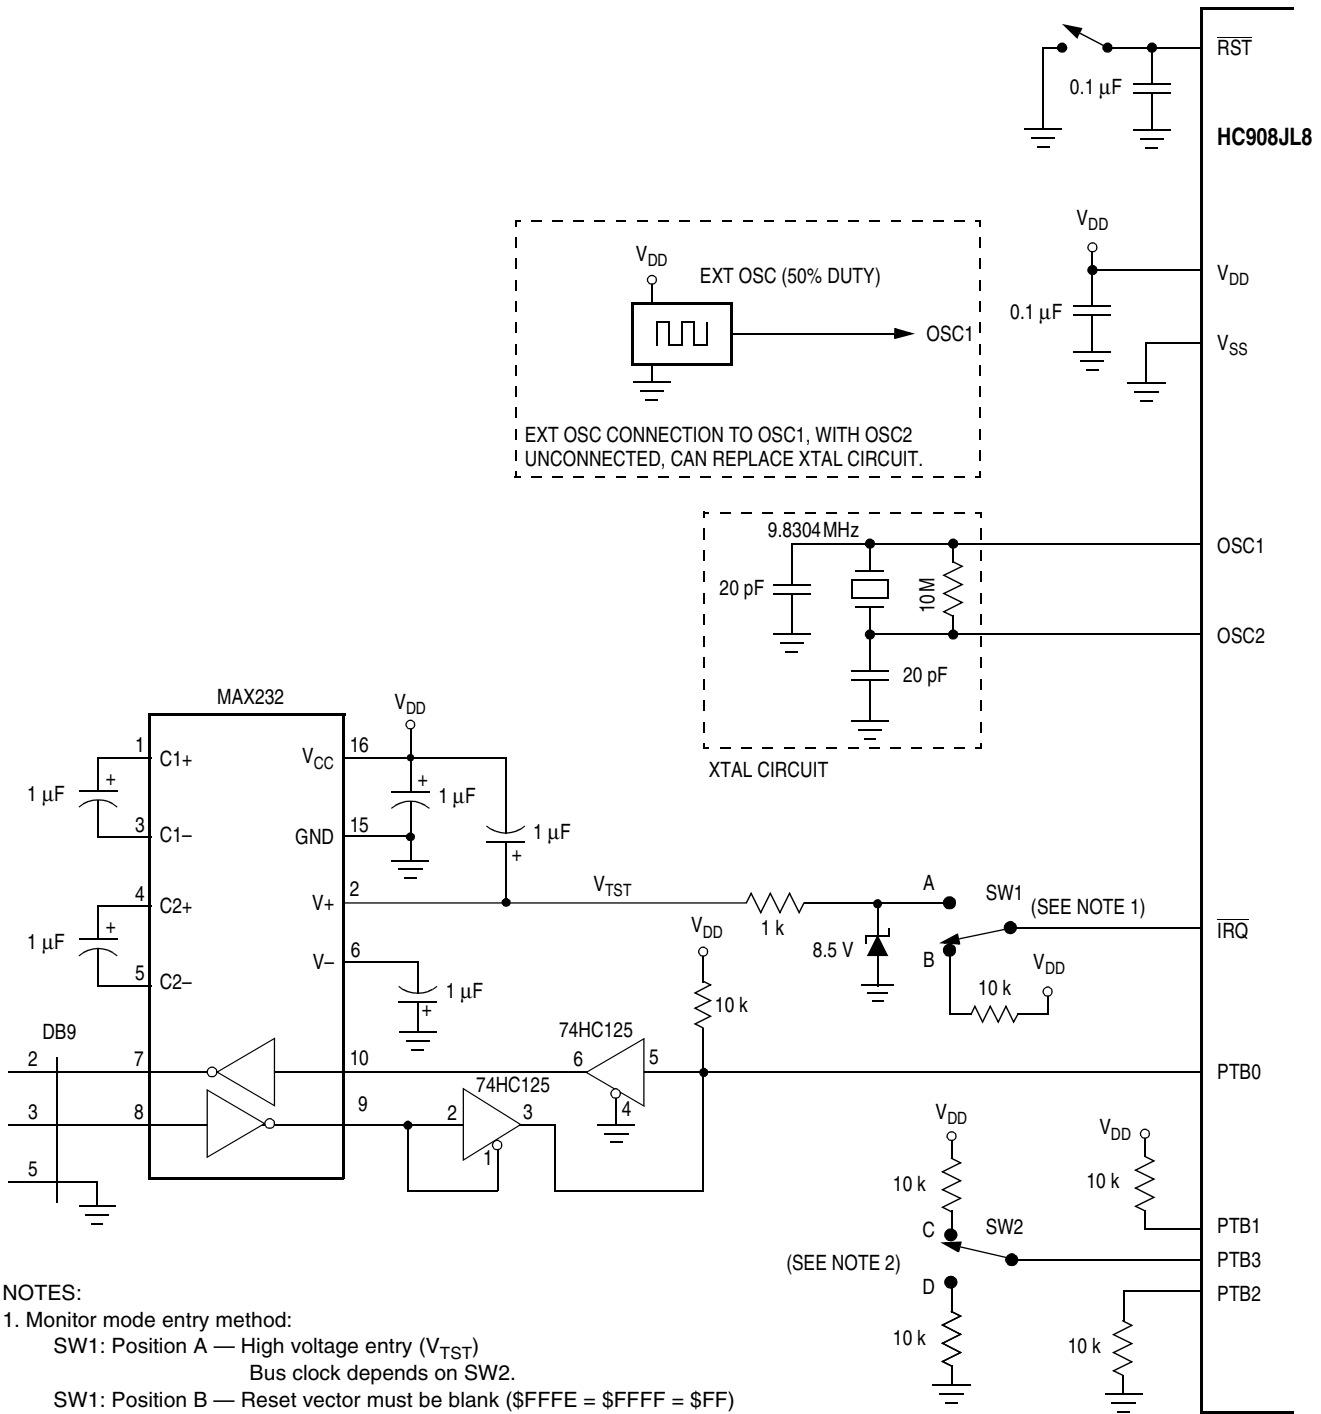 RST
0.1 µF
HC908JL8
VDD
VDD
EXT OSC (50% DUTY)
OSC1
EXT OSC CONNECTION TO OSC1, WITH OSC2
UNCONNECTED, CAN REPLACE XTAL CIRCUIT.
VDD
0.1 µF
VSS
9.8304MHz
OSC1
20 pF
10M
OSC2
20 pF
XTAL CIRCUIT
MAX232
VDD
1
C1+
VCC
16
1 µF
+
+
1 µF
3
C1–
GND
15
1 µF
+
4
C2+
V+
2
VTST
1 k
A
SW1
(SEE NOTE 1)
IRQ
1 µF
+
VDD
8.5 V
B
VDD
5
C2–
V–
6
1 µF
+
10 k
10 k
DB9
74HC125
2
7
10
6
5
PTB0
74HC125
4
3
8
9
2
3
1
5
VDD
VDD
10 k
10 k
C
SW2
PTB1
(SEE NOTE 2)
PTB3
D
PTB2
10 k
10 k
NOTES:
1. Monitor mode entry method:
SW1: Position A — High voltage entry (VTST)
Bus clock depends on SW2.
SW1: Position B — Reset vector must be blank ($FFFE = $FFFF = $FF)